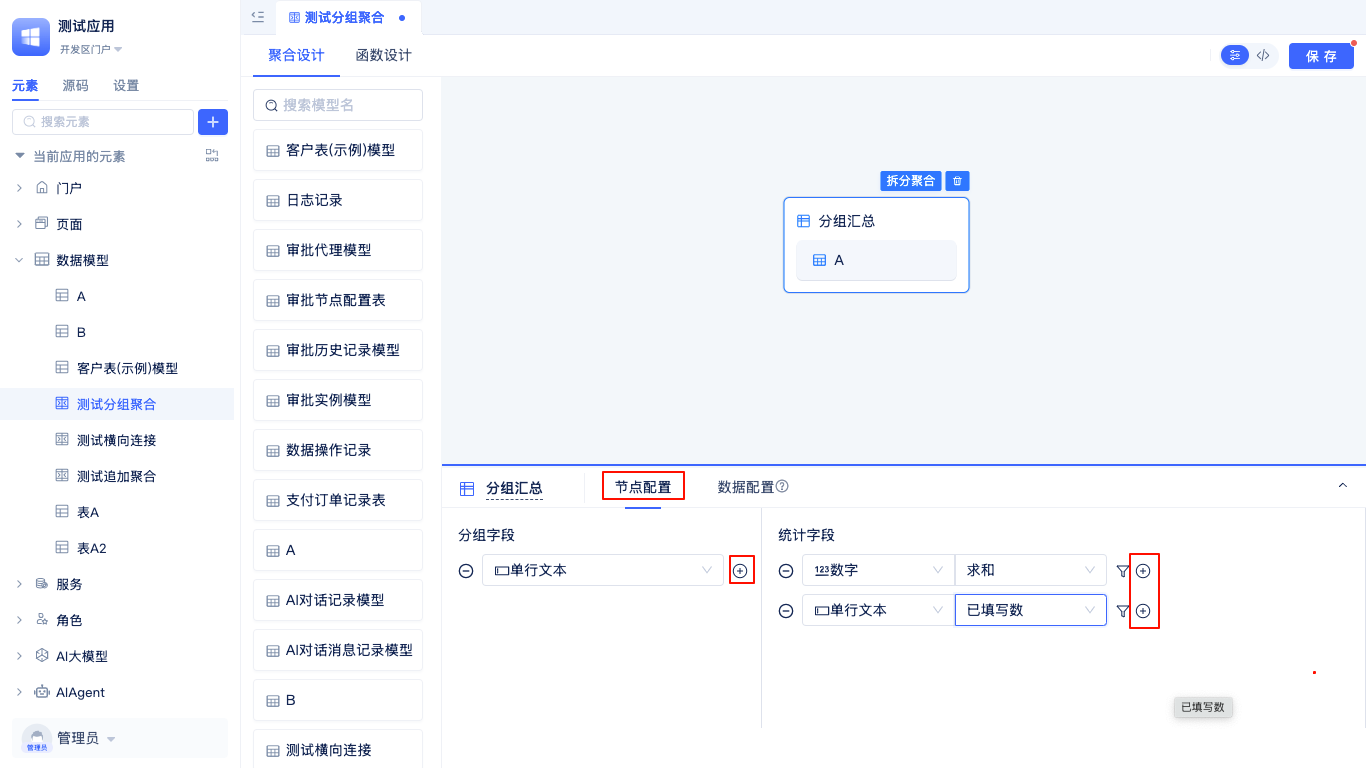 测试应用
开发区门户
元素
源码
设置
搜索元素
当前应用的元素
门户
页面
数据模型
A
B
客户表(示例)模型
测试分组聚合
测试横向连接
测试追加聚合
表A
表A2
服务
角色
AI大模型
AIAgent
管理员
管理员
测试分组聚合
聚合设计
函数设计
保存
搜索模型名
客户表(示例)模型
日志记录
审批代理模型
审批节点配置表
审批历史记录模型
审批实例模型
数据操作记录
支付订单记录表
A
AI对话记录模型
AI对话消息记录模型
B
测试横向连接
拆分聚合
分组汇总
A
分组汇总
节点配置
数据配置
分组字段
单行文本
统计字段
123数字
求和
单行文本
已填写数
已填写数